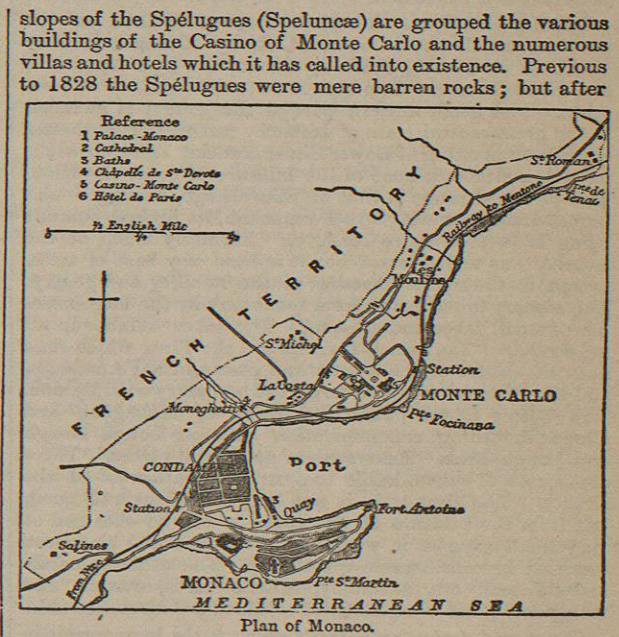 slopes of the Spélugues (Speluncæ) are grouped the various
buildings of the Casino of Monte Carlo and the numerous
villas and hotels which it has called into existence. Previous
to 1828 the Spélugues were mere barren rocks; but after
Reference
1 Palace-Monaco
2 Cathedral
3 Baths
4 Chapelle de Ste Devote
5 Casino-Monte Carlo
6 Hôtel de Paris
½ English Mile
¼
FRENCH TERRITORY
St Roman
Railway to Mentone
Pte de
Les
Moulins
St Michel
La Costa
Station
MONTE CARLO
Pte Focinana
Moneghetti
CONDAMINE
Port
Station
3
Quay
Fort Antoine
Salines
From Nice
MONACO
Pte St Martin
MEDITERRANEAN SEA
Plan of Monaco.